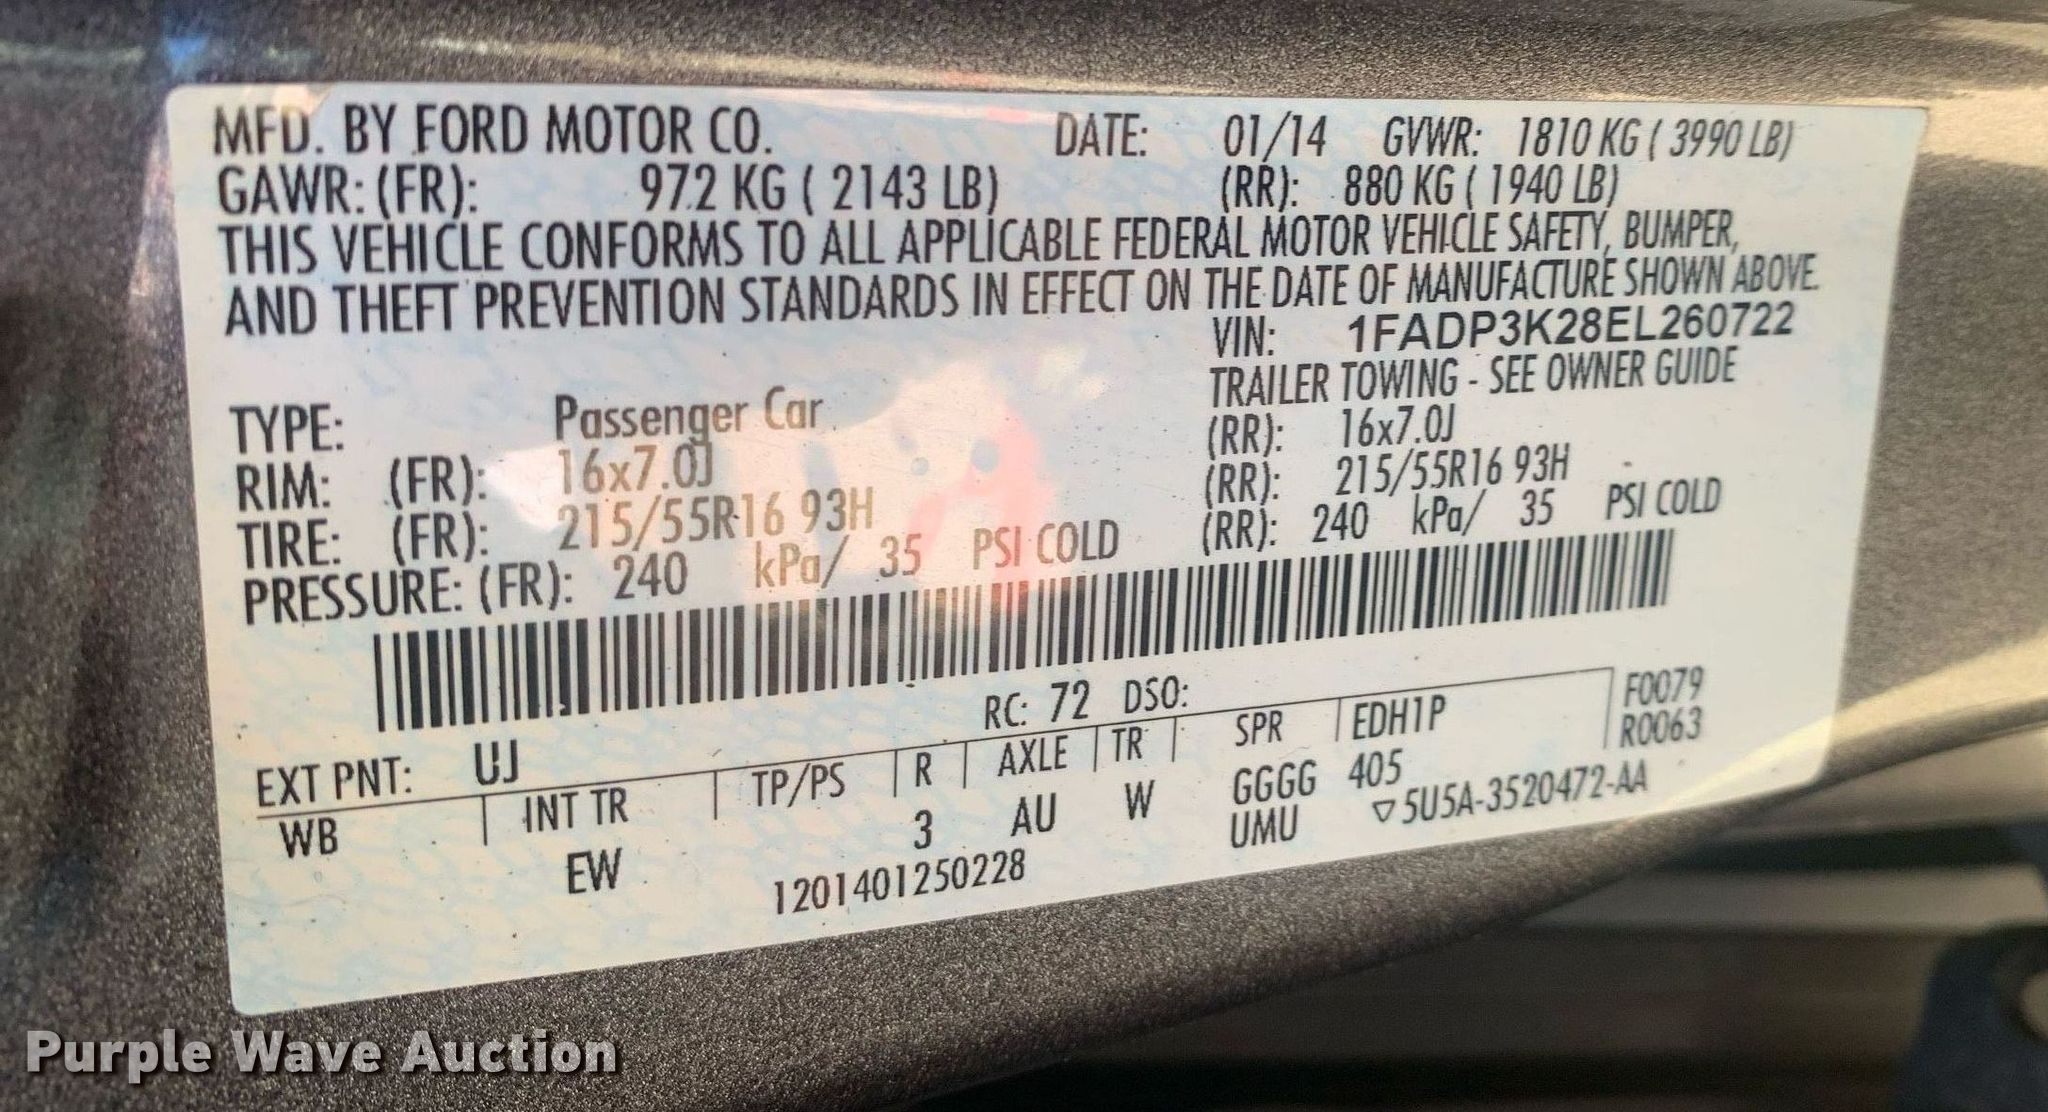 MFD. BY FORD MOTOR CO. DATE: 01/14 GVWR: 1810 KG ( 3990 LB)
GAWR: (FR): 972 KG ( 2143 LB) (RR): 880 KG ( 1940 LB)
THIS VEHICLE CONFORMS TO ALL APPLICABLE FEDERAL MOTOR VEHICLE SAFETY, BUMPER,
AND THEFT PREVENTION STANDARDS IN EFFECT ON THE DATE OF MANUFACTURE SHOWN ABOVE.
VIN: 1FADP3K28EL260722
TYPE: Passenger Car TRAILER TOWING - SEE OWNER GUIDE
RIM: (FR): 16x7.0J (RR): 16x7.0J
TIRE: (FR): 215/55R16 93H (RR): 215/55R16 93H
PRESSURE: (FR): 240 kPa/ 35 PSI COLD (RR): 240 kPa/ 35 PSI COLD
RC: 72 DSO: F0079
EXT PNT: UJ SPR EDH1P R0063
WB INT TR TP/PS R AXLE TR GGGG 405
EW 3 AU W UMU ▽5U5A-3520472-AA
1201401250228
Purple Wave Auction